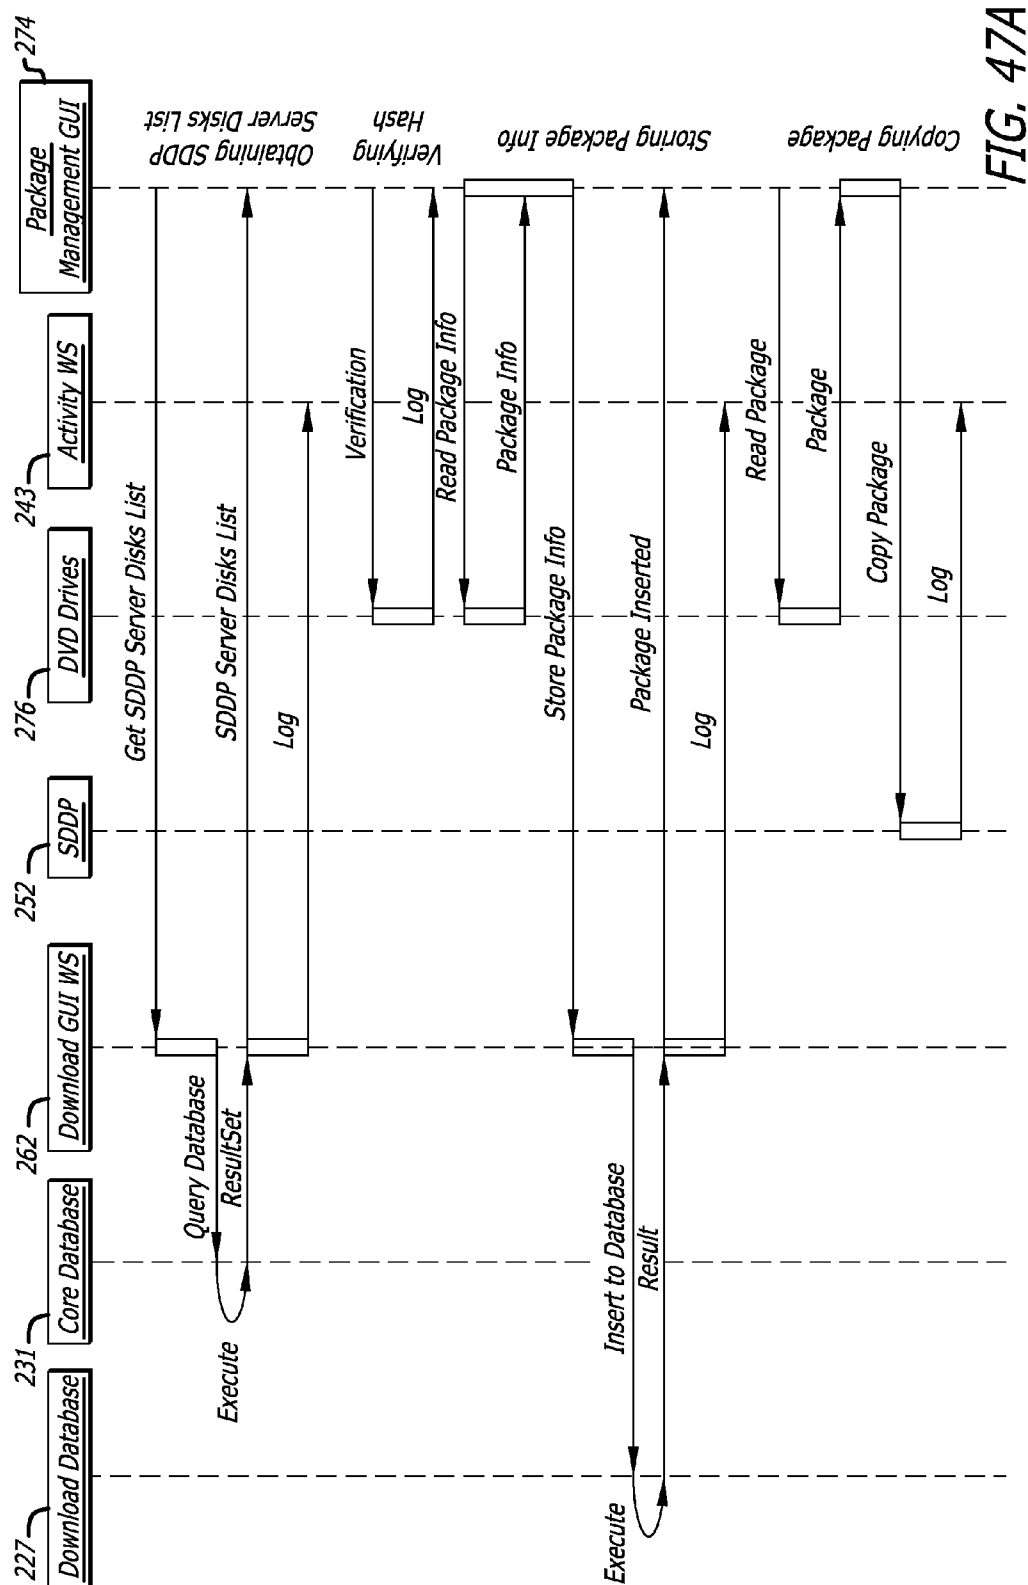 227
Download Database
231
Core Database
262
Download GUI WS
252
SDDP
276
DVD Drives
243
Activity WS
274
Package
Management GUI
Get SDDP Server Disks List
Obtaining SDDP
Server Disks List
Query Database
Execute
ResultSet
SDDP Server Disks List
Log
Verification
Verifying
Hash
Log
Read Package Info
Package Info
Store Package Info
Storing Package Info
Insert to Database
Execute
Result
Package Inserted
Log
Read Package
Package
Copying Package
Copy Package
Log
FIG. 47A